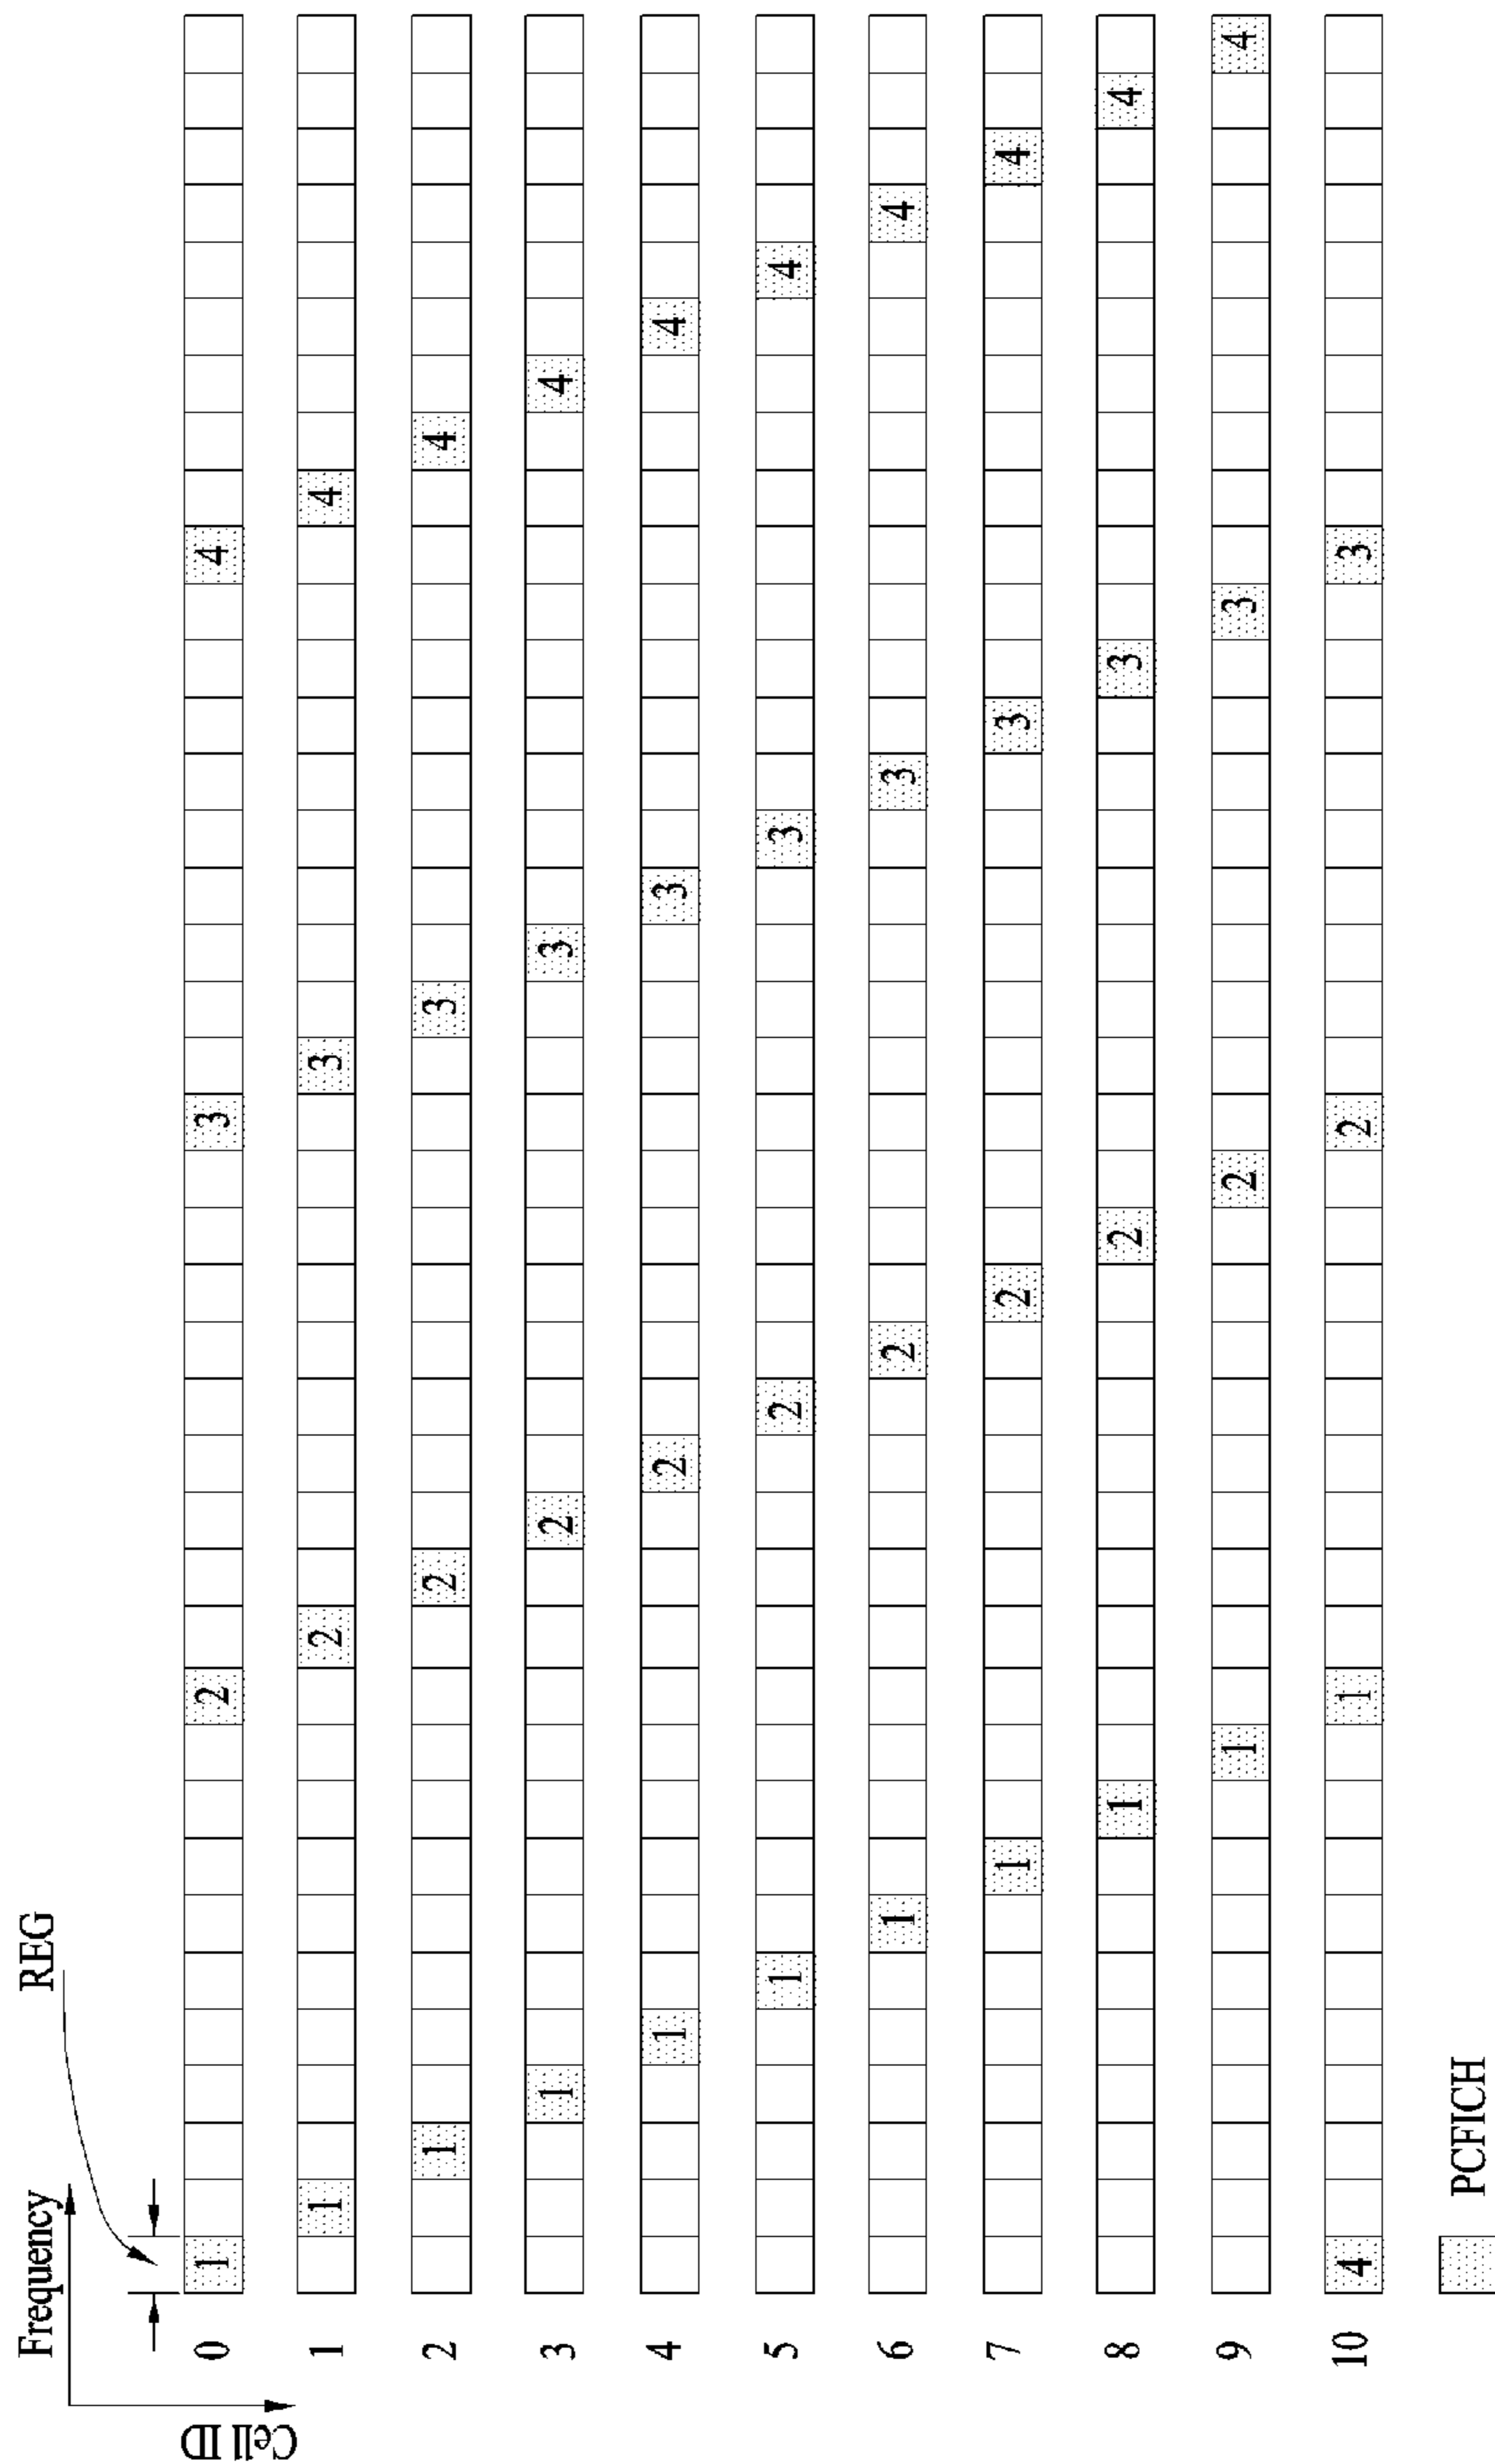 Frequency
REG
Cell ID
0 1 2 3 4
1 1 2 3 4
2 1 2 3 4
3 1 2 3 4
4 1 2 3 4
5 1 2 3 4
6 1 2 3 4
7 1 2 3 4
8 1 2 3 4
9 1 2 3 4
10 4 1 2 3
PCFICH